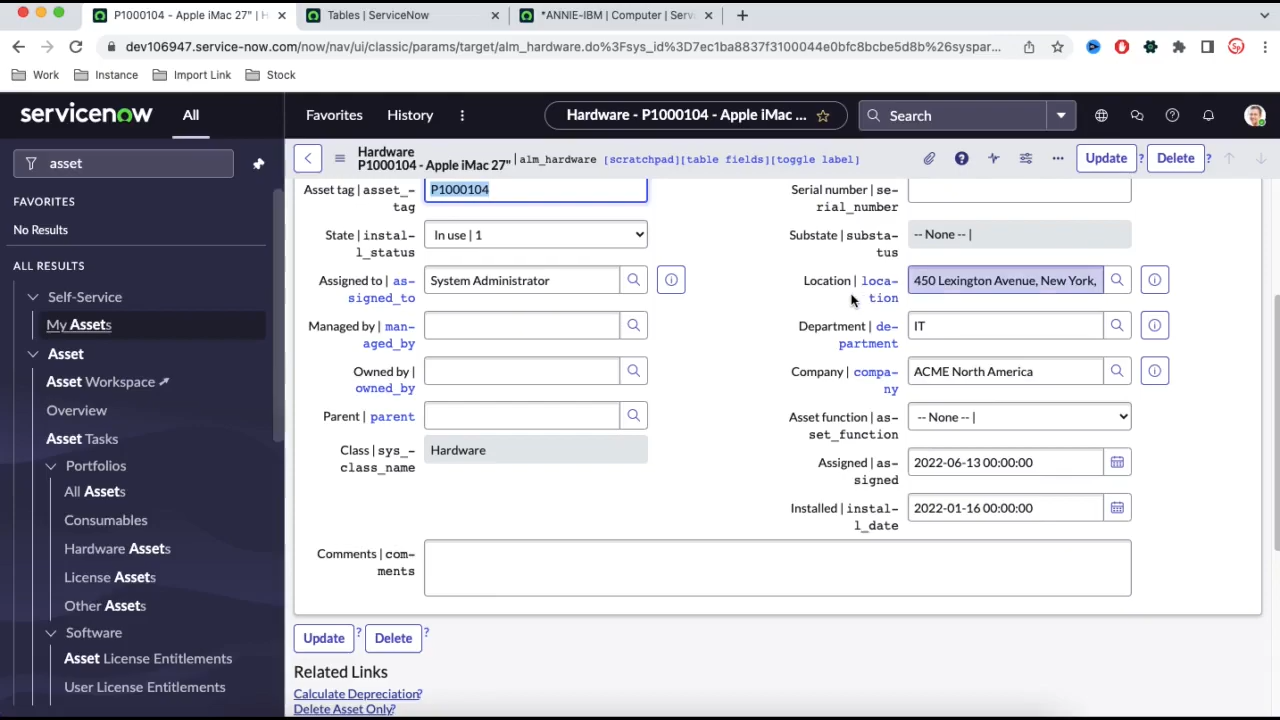 P1000104 - Apple iMac 27" | H
Tables | ServiceNow
*ANNIE-IBM | Computer | Serv
dev106947.service-now.com/now/nav/ui/classic/params/target/alm_hardware.do%3Fsys_id%3D7ec1ba8837f3100044e0bfc8bcbe5d8b%26syspar...
Work
Instance
Import Link
Stock
servicenow
All
Favorites
History
Hardware - P1000104 - Apple iMac ...
Search
asset
FAVORITES
No Results
ALL RESULTS
Self-Service
My Assets
Asset
Asset Workspace
Overview
Asset Tasks
Portfolios
All Assets
Consumables
Hardware Assets
License Assets
Other Assets
Software
Asset License Entitlements
User License Entitlements
Hardware
P1000104 - Apple iMac 27" | alm_hardware [scratchpad][table fields][toggle label]
Update ?
Delete ?
Asset tag | asset_-
tag
P1000104
State | instal-
l_status
In use | 1
Assigned to | as-
signed_to
System Administrator
Managed by | man-
aged_by
Owned by |
owned_by
Parent | parent
Class | sys_-
class_name
Hardware
Serial number | se-
rial_number
Substate | substa-
tus
-- None -- |
Location | loca-
tion
450 Lexington Avenue, New York,
Department | de-
partment
IT
Company | compa-
ny
ACME North America
Asset function | as-
set_function
-- None -- |
Assigned | as-
signed
2022-06-13 00:00:00
Installed | instal-
l_date
2022-01-16 00:00:00
Comments | com-
ments
Update ?
Delete ?
Related Links
Calculate Depreciation?
Delete Asset Only?